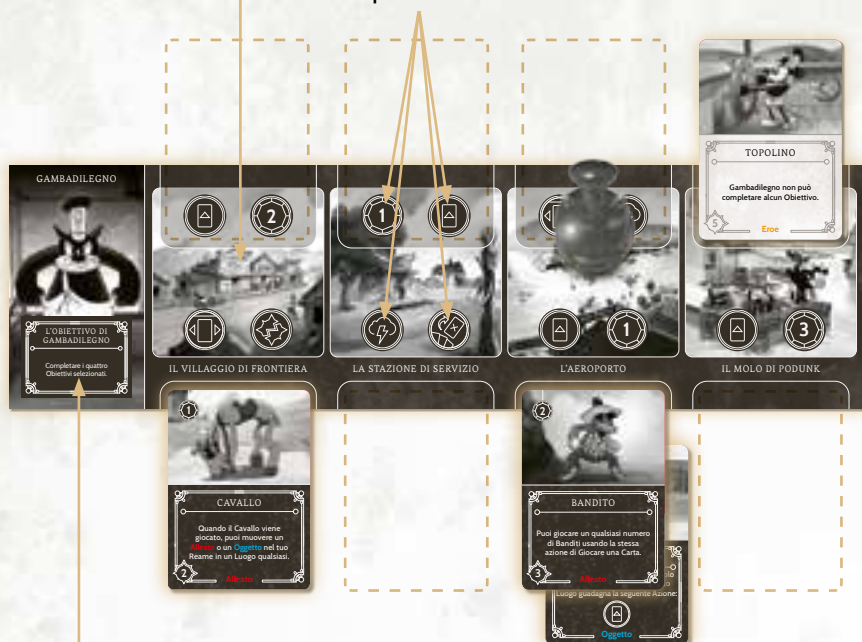 TOPOLINO
Gambadilegno non può
completare alcun Obiettivo.
5
Eroe
GAMBADILEGNO
2
1
L'OBIETTIVO DI
GAMBADILEGNO
Completare i quattro
Obiettivi selezionati.
1
3
IL VILLAGGIO DI FRONTIERA
LA STAZIONE DI SERVIZIO
L'AEROPORTO
IL MOLO DI PODUNK
1
CAVALLO
Quando il Cavallo viene
giocato, puoi muovere un
Alleato o un Oggetto nel tuo
Reame in un Luogo qualsiasi.
2
Alleato
2
BANDITO
Puoi giocare un qualsiasi numero
di Banditi usando la stessa
azione di Giocare una Carta.
3
Alleato
Luogo guadagna la seguente Azione:
Oggetto